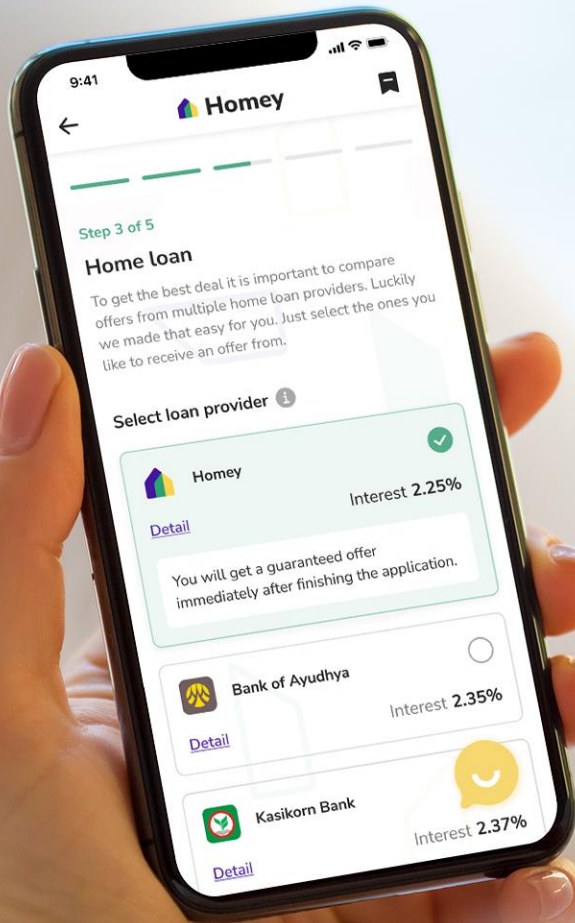 9:41
Homey
Step 3 of 5
Home loan
To get the best deal it is important to compare
offers from multiple home loan providers. Luckily
we made that easy for you. Just select the ones you
like to receive an offer from.
Select loan provider
Homey
Interest 2.25%
Detail
You will get a guaranteed offer
immediately after finishing the application.
Bank of Ayudhya
Interest 2.35%
Detail
Kasikorn Bank
Interest 2.37%
Detail